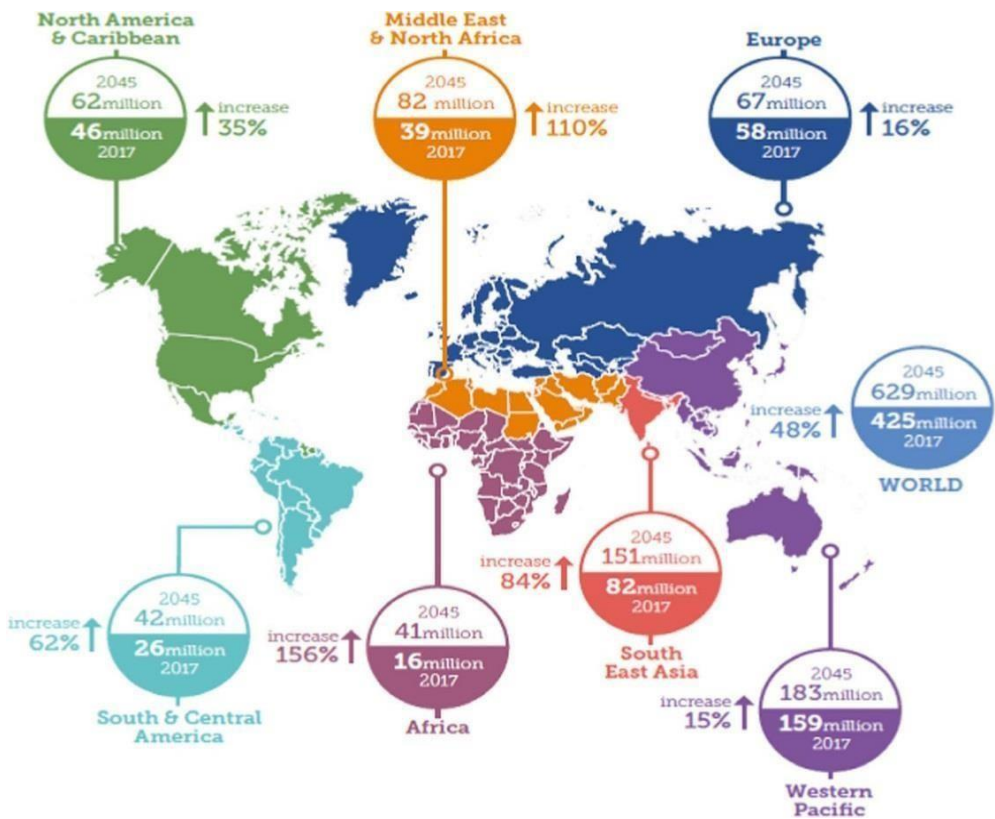 North America
& Caribbean
2045
62million
46million
2017
increase
35%
Middle East
& North Africa
2045
82 million
39million
2017
increase
110%
Europe
2045
67million
58million
2017
increase
16%
2045
629million
425million
2017
increase
48%
WORLD
2045
42million
26million
2017
increase
62%
South & Central
America
2045
41million
16million
2017
increase
156%
Africa
2045
151million
82million
2017
increase
84%
South
East Asia
2045
183million
159million
2017
increase
15%
Western
Pacific